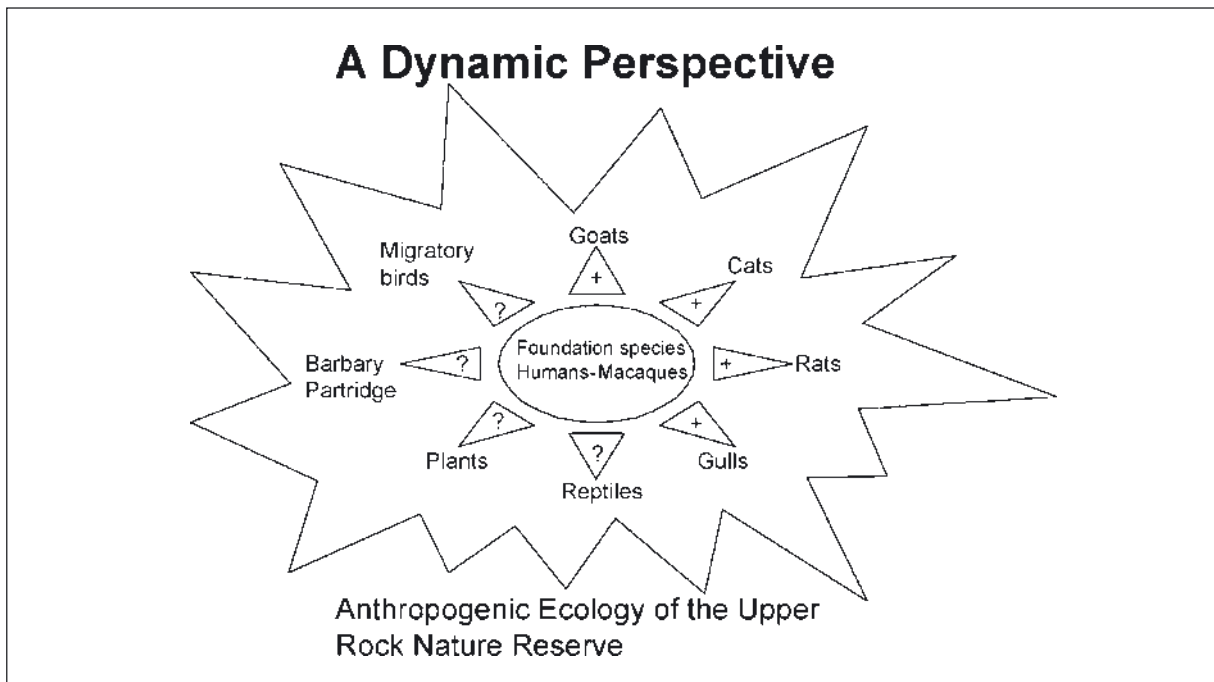 A Dynamic Perspective
Goats
Migratory
birds
Cats
+
?
+
Foundation species
Humans-Macaques
Barbary
Partridge
?
+
Rats
?
+
Plants
?
Gulls
Reptiles
Anthropogenic Ecology of the Upper
Rock Nature Reserve